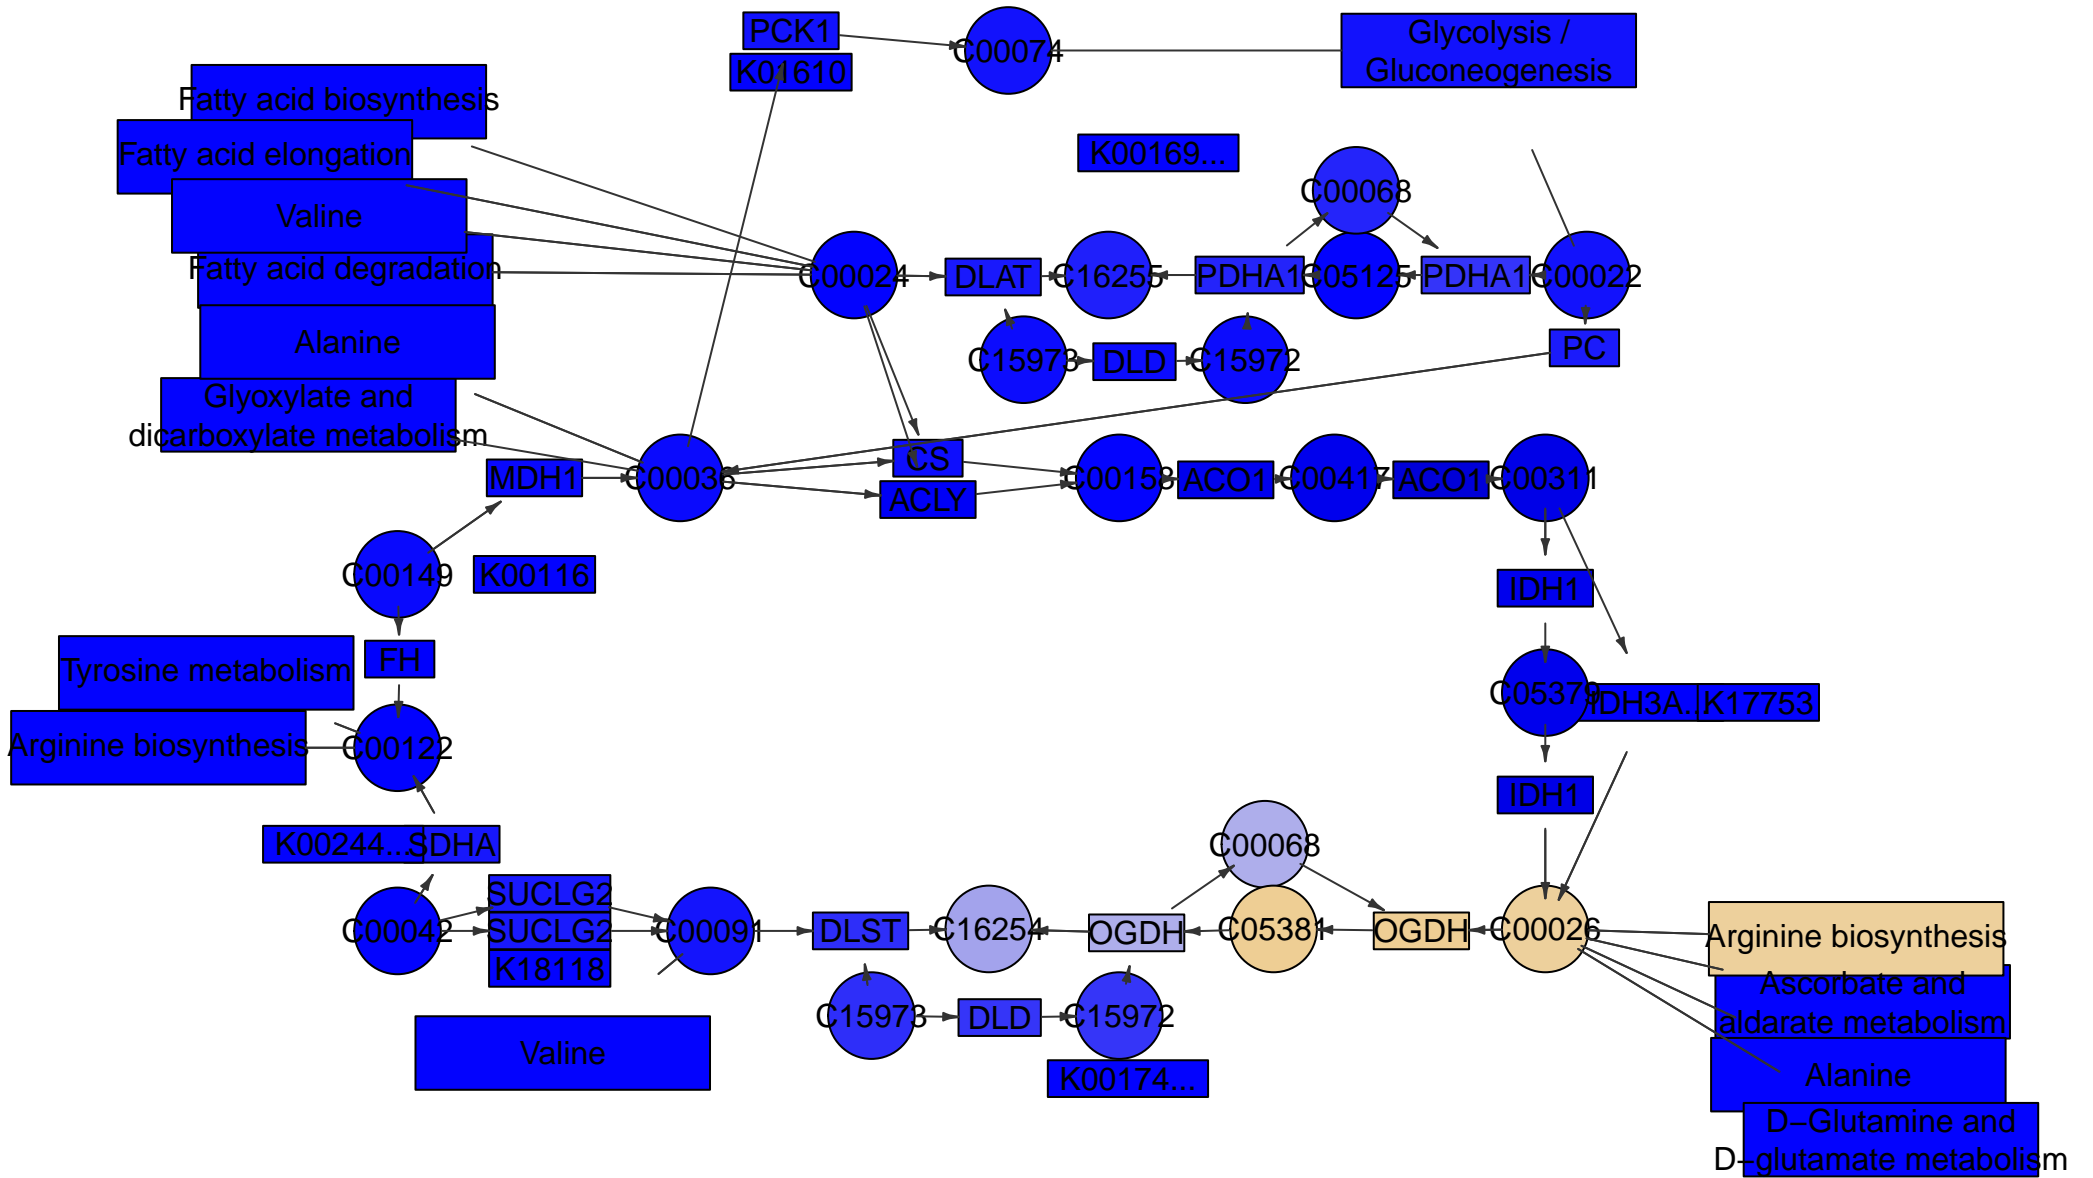 PCK1
C00074
Glycolysis /
Gluconeogenesis
K01610
Fatty acid biosynthesis
Fatty acid elongation
K00169...
C00068
Valine
Fatty acid degradation
C00024
DLAT
C16255
PDHA1
C05125
PDHA1
C00022
Alanine
C15973
DLD
C15972
PC
Glyoxylate and
dicarboxylate metabolism
MDH1
C00036
CS
ACLY
C00158
ACO1
C00417
ACO1
C00311
C00149
K00116
IDH1
FH
Tyrosine metabolism
C05379
IDH3A...
K17753
Arginine biosynthesis
C00122
IDH1
K00244...
SDHA
C00068
SUCLG2
C00042
SUCLG2
C00091
DLST
C16254
OGDH
C05381
OGDH
C00026
Arginine biosynthesis
K18118
Ascorbate and
aldarate metabolism
C15973
DLD
C15972
Valine
K00174...
Alanine
D−Glutamine and
D−glutamate metabolism